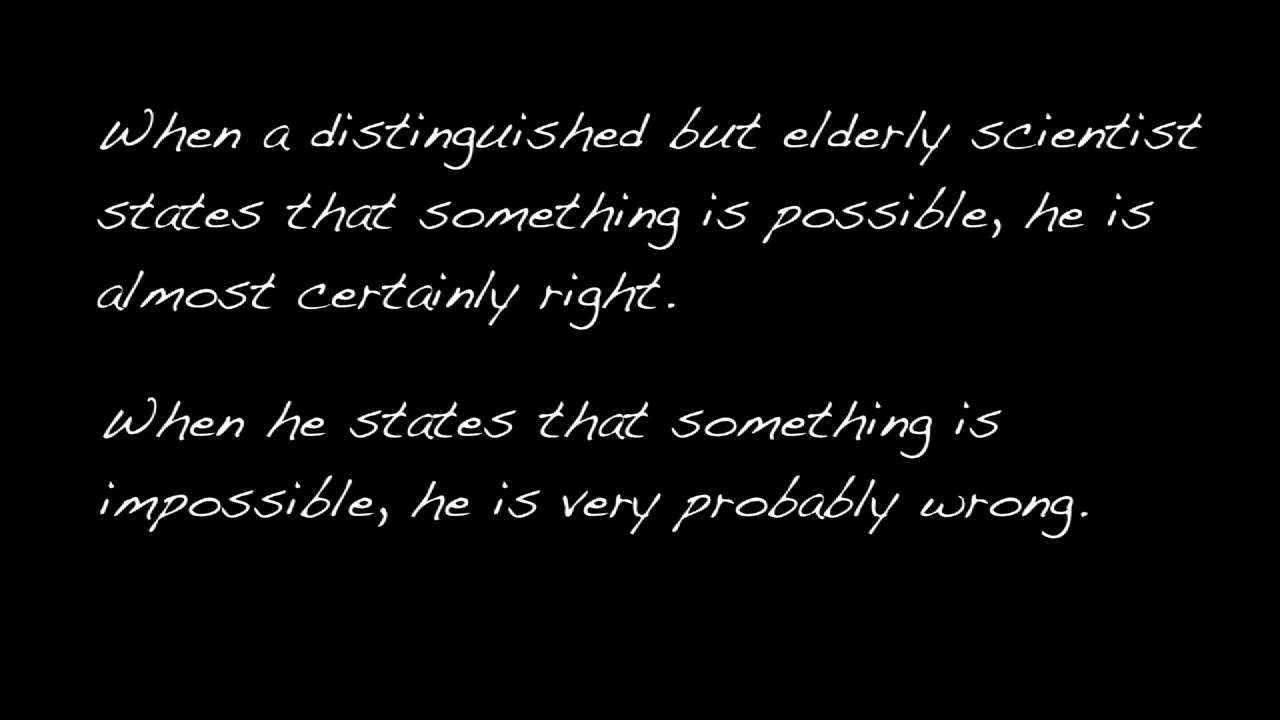 When a distinguished but elderly scientist
states that something is possible, he is
almost certainly right.
When he states that something is
impossible, he is very probably wrong.